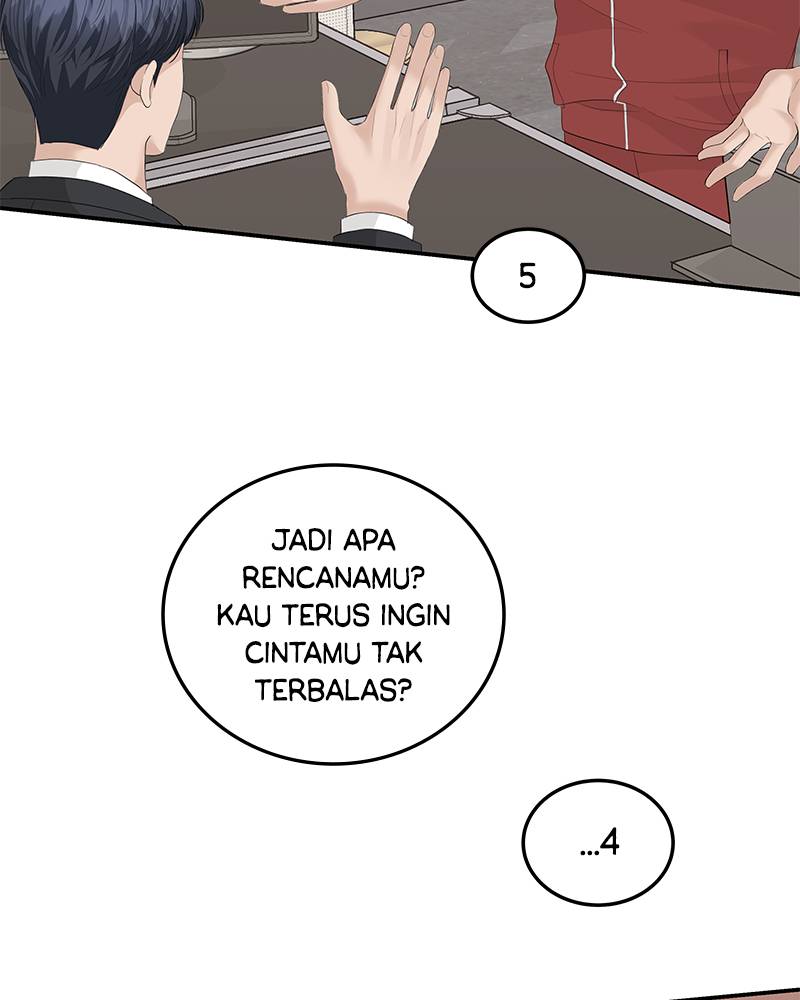 5
JADI APA
RENCANAMU?
KAU TERUS INGIN
CINTAMU TAK
TERBALAS?
...4